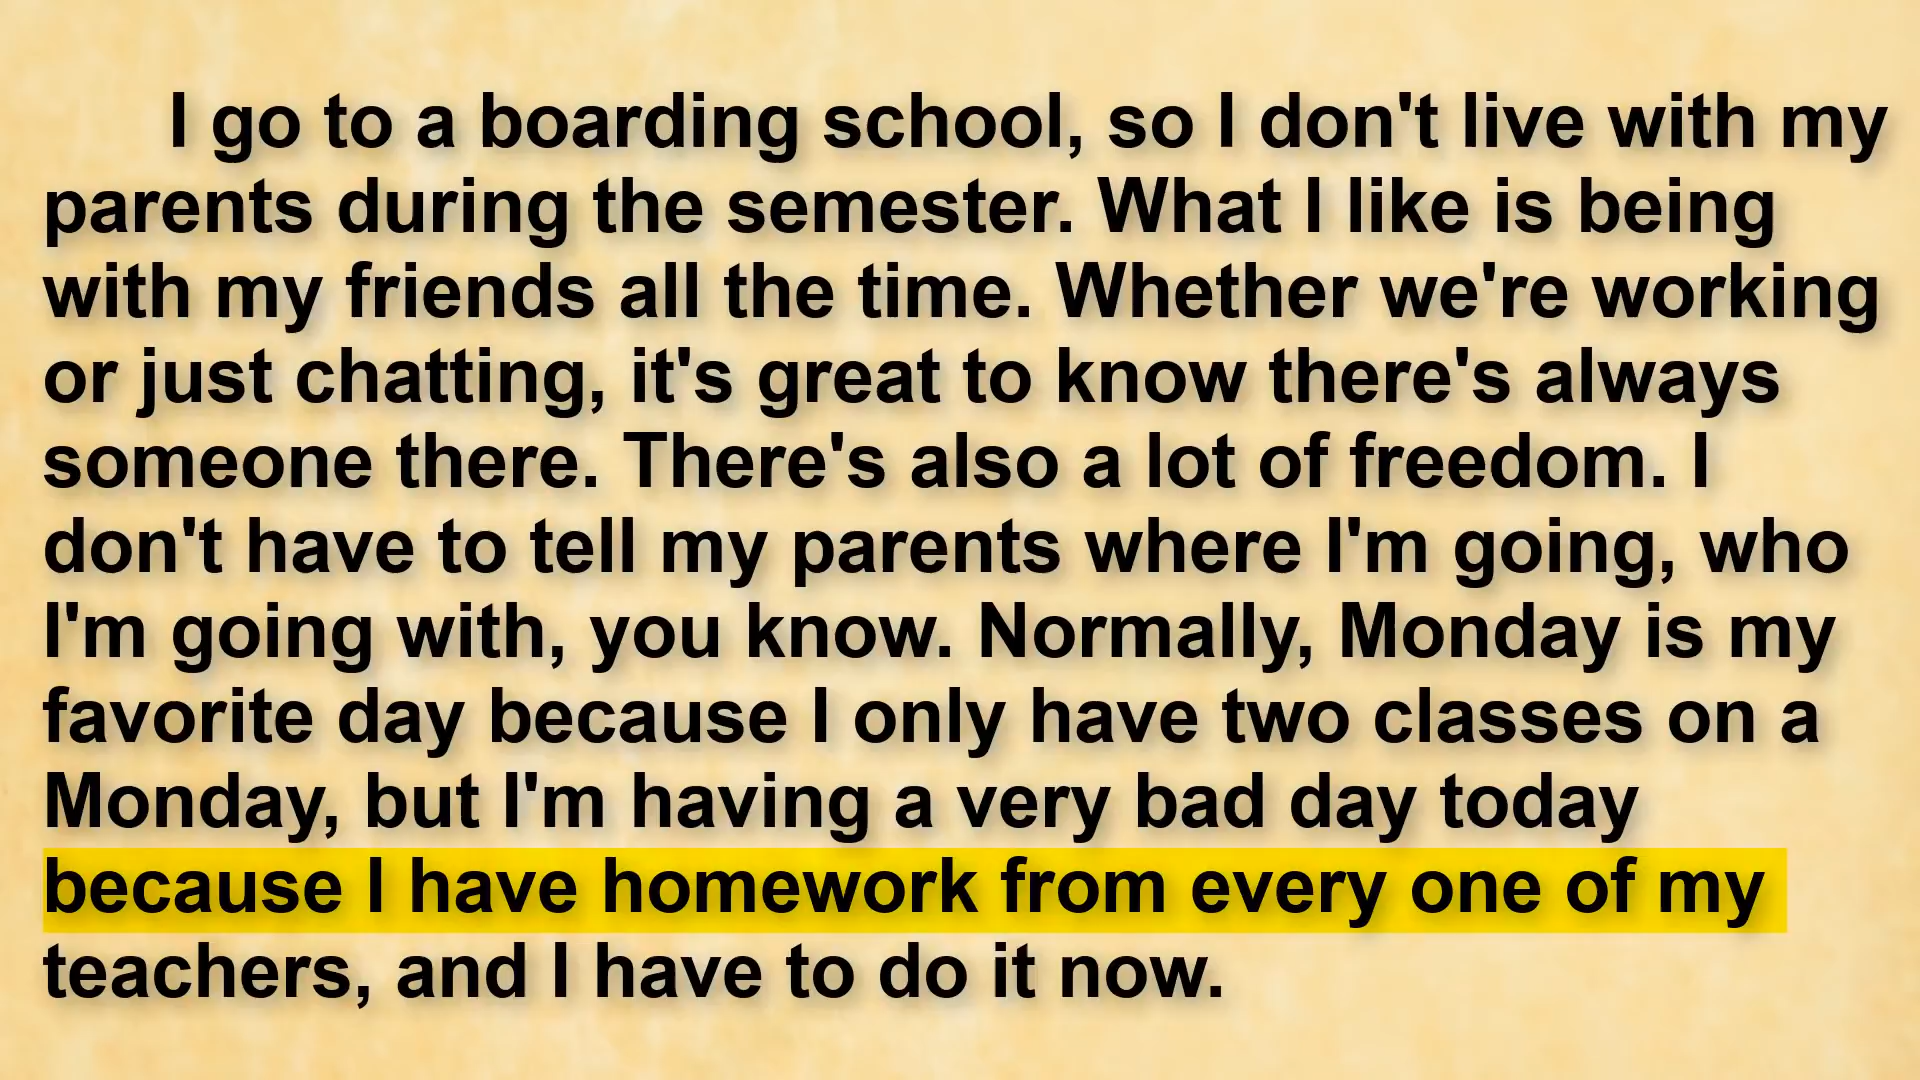 I go to a boarding school, so I don't live with my
parents during the semester. What I like is being
with my friends all the time. Whether we're working
or just chatting, it's great to know there's always
someone there. There's also a lot of freedom. I
don't have to tell my parents where I'm going, who
I'm going with, you know. Normally, Monday is my
favorite day because I only have two classes on a
Monday, but I'm having a very bad day today
because I have homework from every one of my
teachers, and I have to do it now.